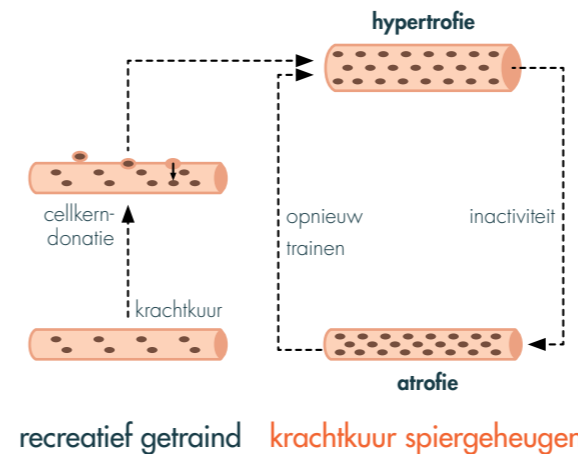 hypertrofie
cellkern-
donatie
opnieuw
trainen
inactiviteit
krachtkuur
atrofie
recreatief getraind
krachtkuur spiergeheugen